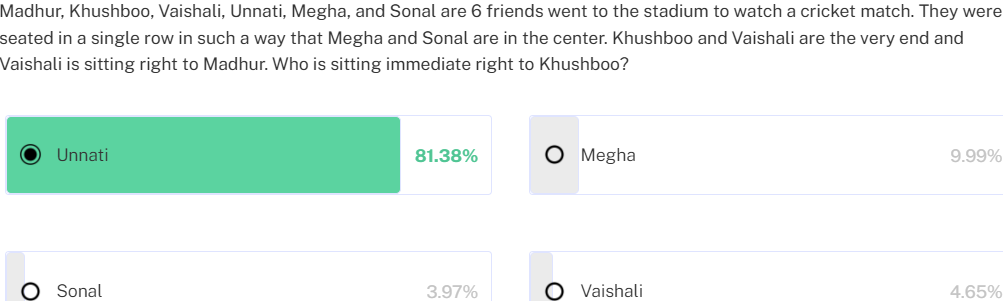 Madhur, Khushboo, Vaishali, Unnati, Megha, and Sonal are 6 friends went to the stadium to watch a cricket match. They were
seated in a single row in such a way that Megha and Sonal are in the center. Khushboo and Vaishali are the very end and
Vaishali is sitting right to Madhur. Who is sitting immediate right to Khushboo?
Unnati 81.38% Megha 9.99%
Sonal 3.97% Vaishali 4.65%